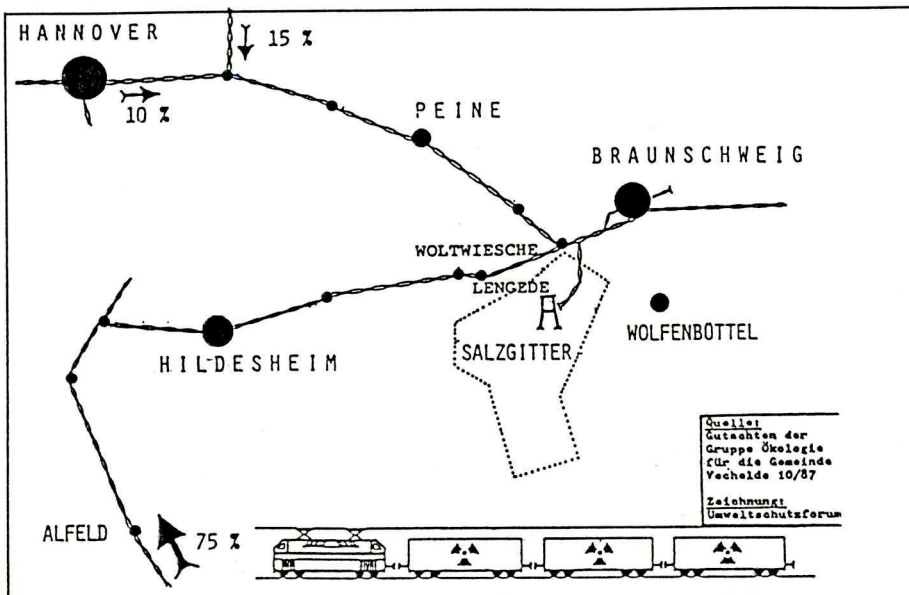 HANNOVER
15 %
10 %
PEINE
BRAUNSCHWEIG
WOLTWIESCHE
LENGEDE
WOLFENBÖTTEL
SALZGITTER
HILDESHEIM
Quelle:
Gutachten der
Gruppe Ökologie
für die Gemeinde
Vechelde 10/87
Zeichnung:
Umweltschutzforum
ALFELD
75 %